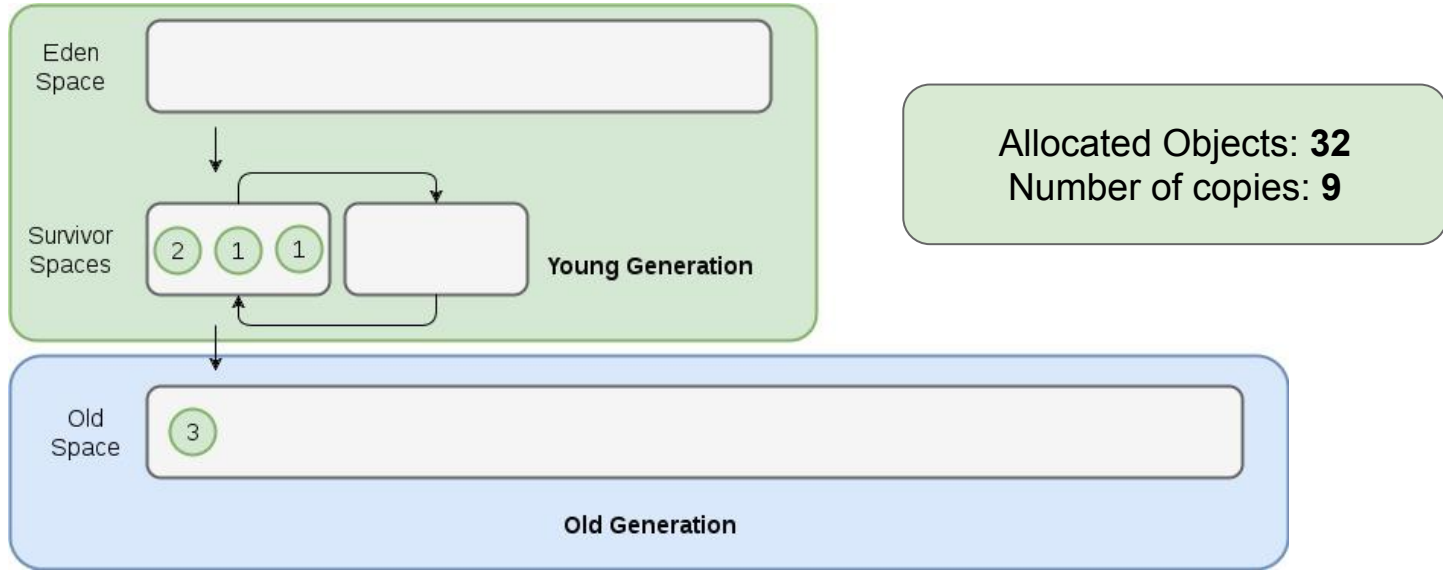 Eden
Space
Allocated Objects: 32
Number of copies: 9
Survivor
Spaces
2 1 1
Young Generation
Old
Space
3
Old Generation